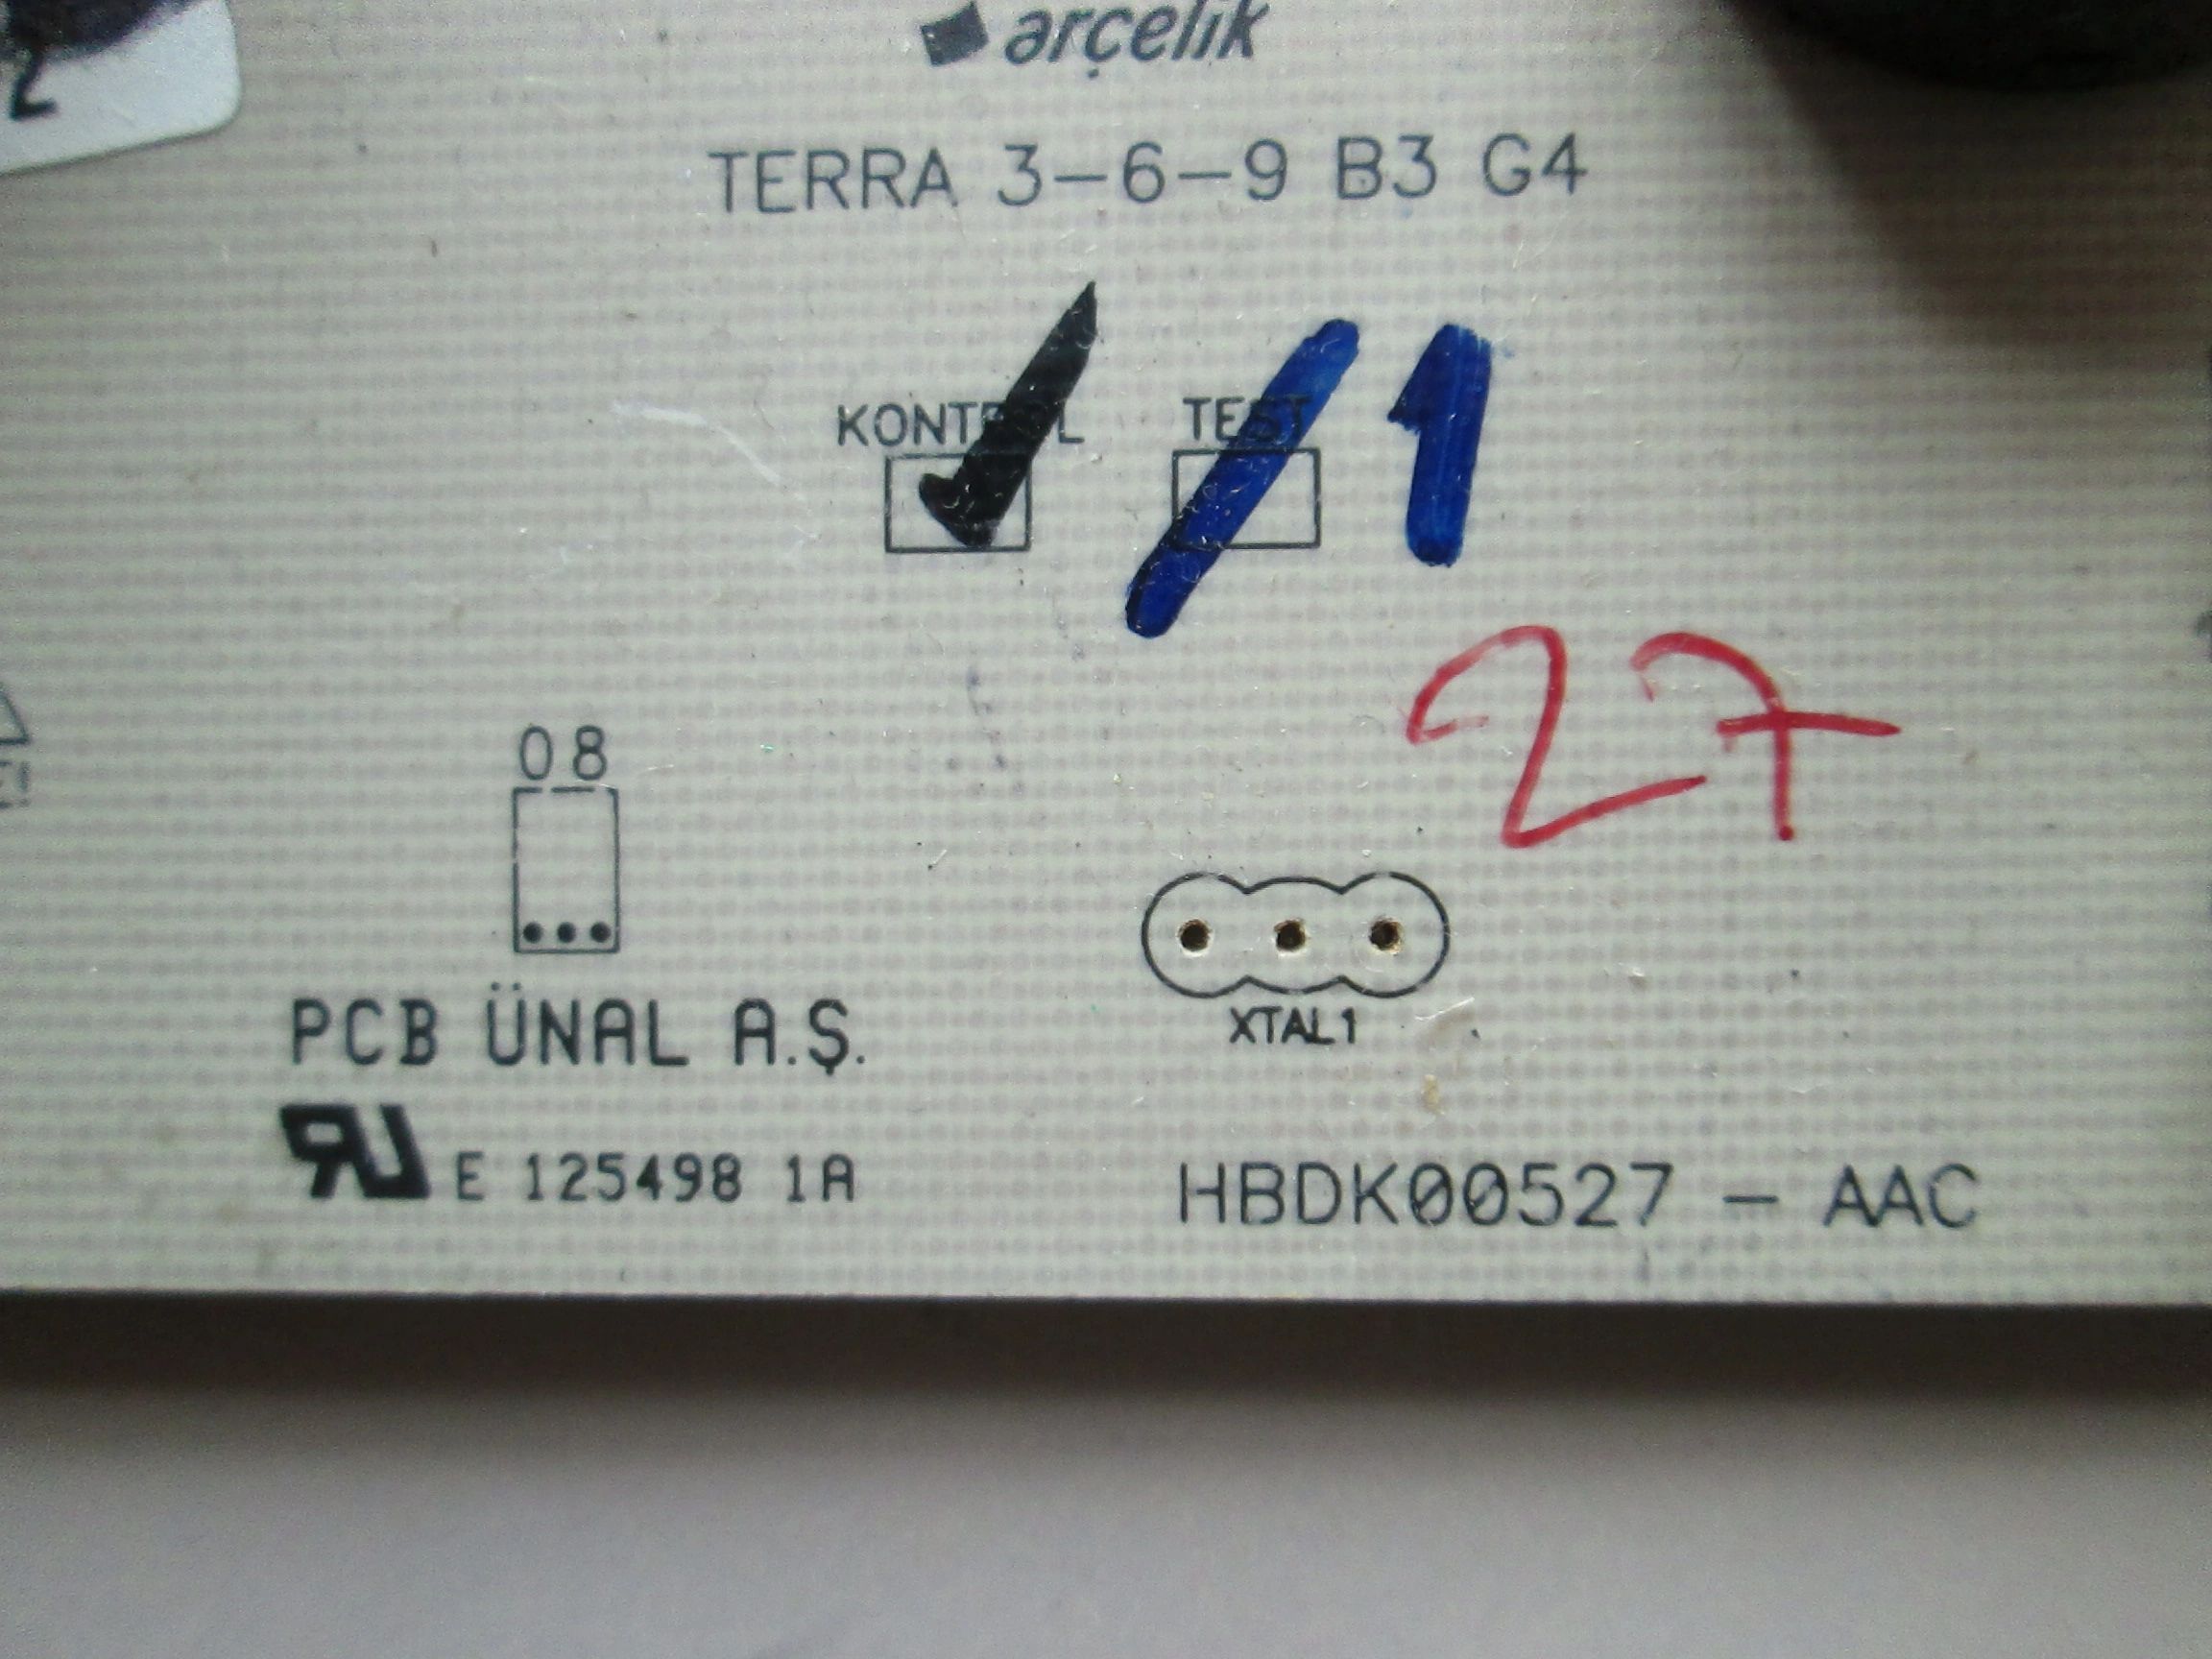 arçelik
TERRA 3-6-9 B3 G4
KONTROL TEST 1
27
08
XTAL1
PCB ÜNAL A.Ş.
E 125498 1A
HBDK00527 - AAC